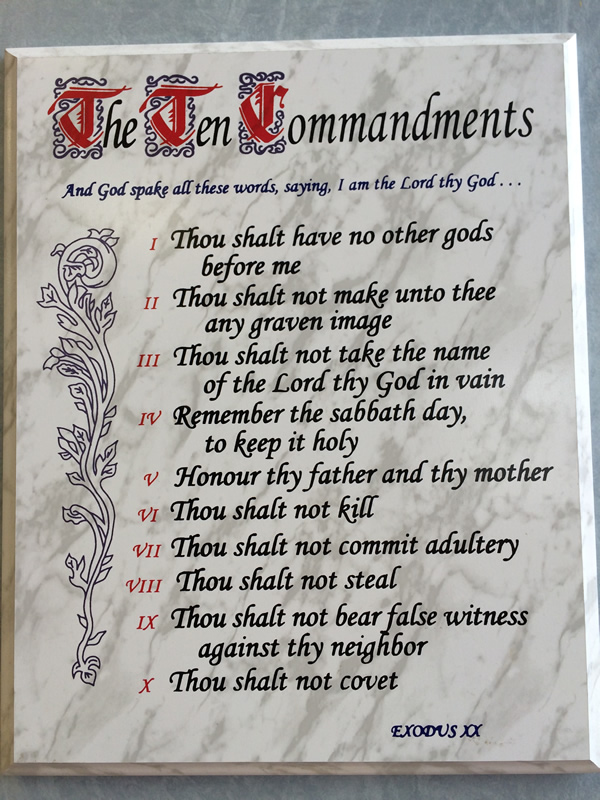 The Ten Commandments
And God spake all these words, saying, I am the Lord thy God . . .
I Thou shalt have no other gods
before me
II Thou shalt not make unto thee
any graven image
III Thou shalt not take the name
of the Lord thy God in vain
IV Remember the sabbath day,
to keep it holy
V Honour thy father and thy mother
VI Thou shalt not kill
VII Thou shalt not commit adultery
VIII Thou shalt not steal
IX Thou shalt not bear false witness
against thy neighbor
X Thou shalt not covet
EXODUS XX